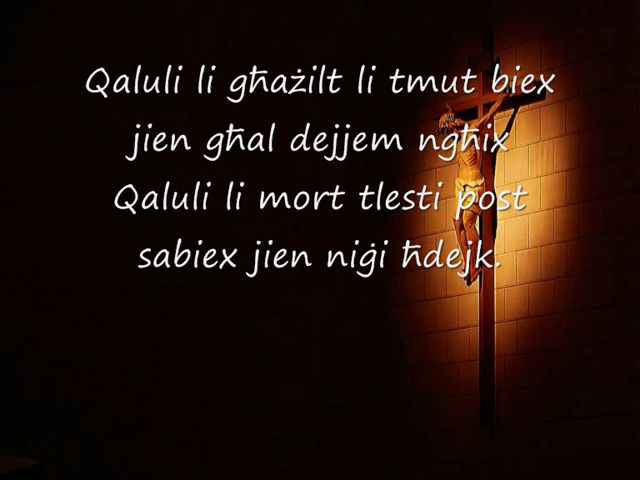 Qaluli li għażilt li tmut biex
jien għal dejjem ngħix
Qaluli li mort tlesti post
sabiex jien niġi ħdejk.